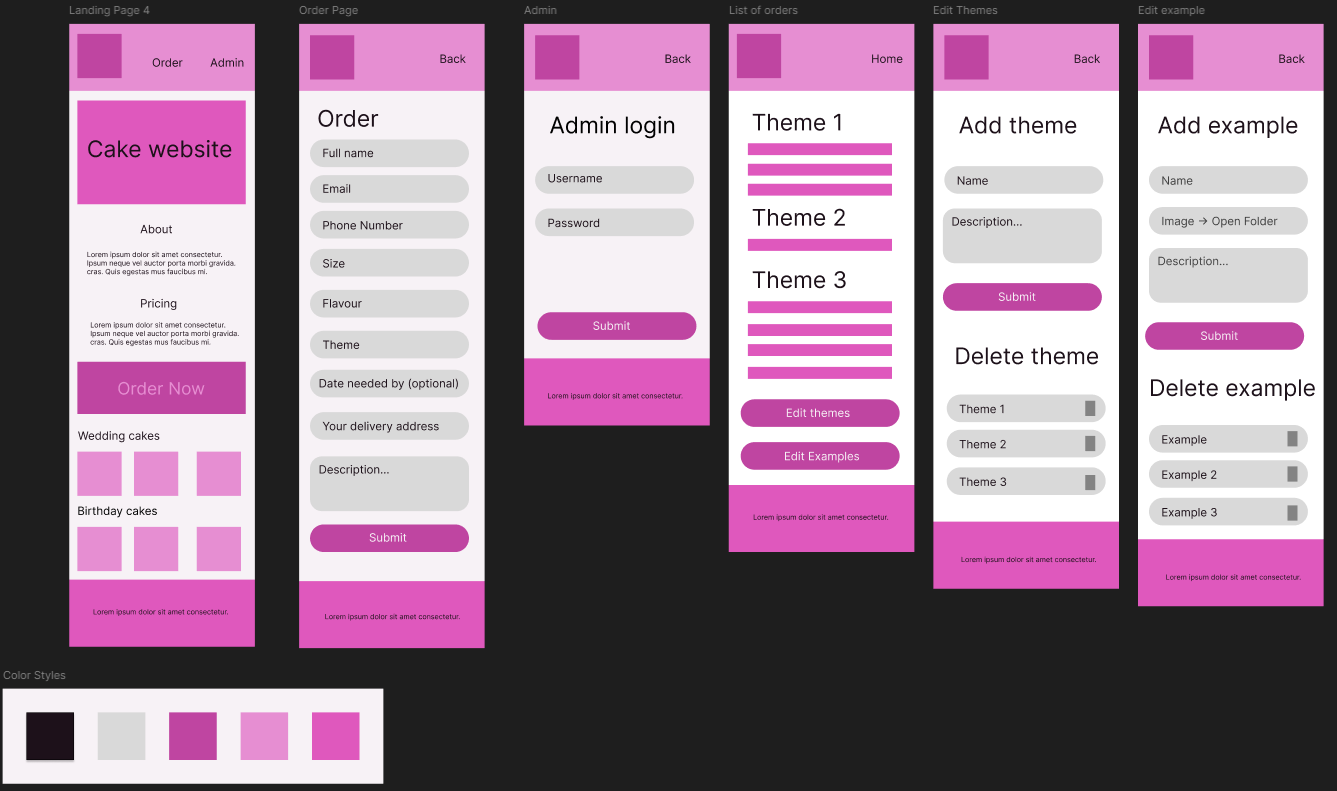 Landing Page 4
Order
Admin
Cake website
About
Lorem ipsum dolor sit amet consectetur.
Ipsum neque vel auctor porta morbi gravida.
cras. Quis egestas mus faucibus mi.
Pricing
Lorem ipsum dolor sit amet consectetur.
Ipsum neque vel auctor porta morbi gravida.
cras. Quis egestas mus faucibus mi.
Order Now
Wedding cakes
Birthday cakes
Lorem ipsum dolor sit amet consectetur.
Order Page
Back
Order
Full name
Email
Phone Number
Size
Flavour
Theme
Date needed by (optional)
Your delivery address
Description...
Submit
Lorem ipsum dolor sit amet consectetur.
Admin
Back
Admin login
Username
Password
Submit
Lorem ipsum dolor sit amet consectetur.
List of orders
Home
Theme 1
Theme 2
Theme 3
Edit themes
Edit Examples
Lorem ipsum dolor sit amet consectetur.
Edit Themes
Back
Add theme
Name
Description...
Submit
Delete theme
Theme 1
Theme 2
Theme 3
Lorem ipsum dolor sit amet consectetur.
Edit example
Back
Add example
Name
Image → Open Folder
Description...
Submit
Delete example
Example
Example 2
Example 3
Lorem ipsum dolor sit amet consectetur.
Color Styles